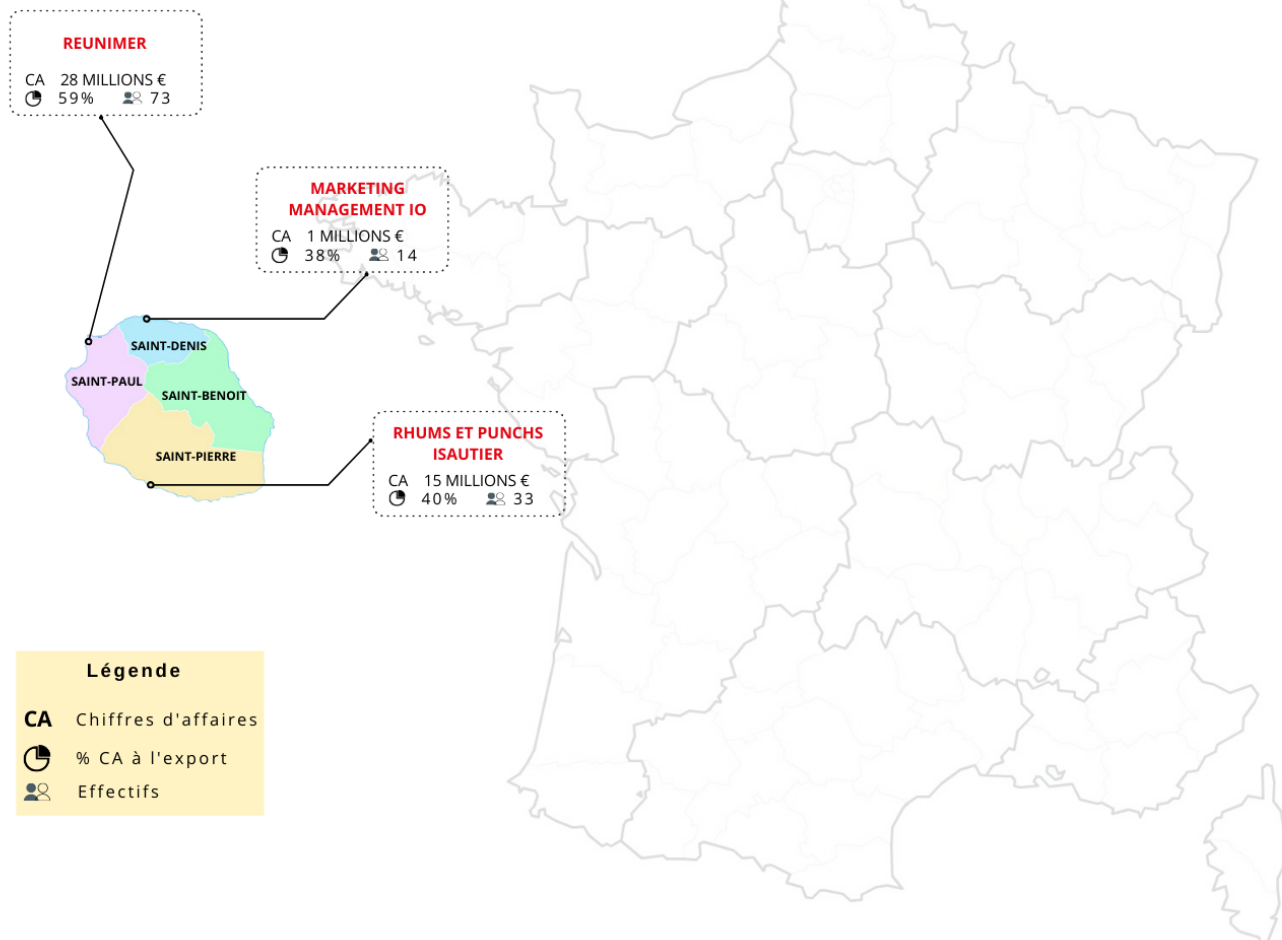 REUNIMER
CA 28 MILLIONS €
59% 73
MARKETING
MANAGEMENT IO
CA 1 MILLIONS €
38% 14
SAINT-DENIS
SAINT-PAUL
SAINT-BENOIT
SAINT-PIERRE
RHUMS ET PUNCHS
ISAUTIER
CA 15 MILLIONS €
40% 33
Légende
CA Chiffres d'affaires
% CA à l'export
Effectifs